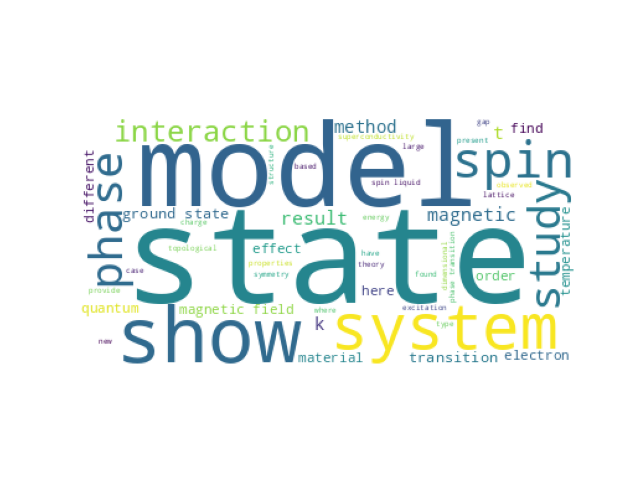 interaction
method
superconductivity
gap
t
find
model
large
present
spin
different
phase
structure
based
spin liquid
observed
lattice
study
temperature
ground state
charge
result
energy
magnetic
state
topological
effect
properties
symmetry
case
provide
have
theory
here
found
dimensional
phase transition
order
excitation
quantum
magnetic field
where
k
type
system
show
new
material
transition
electron